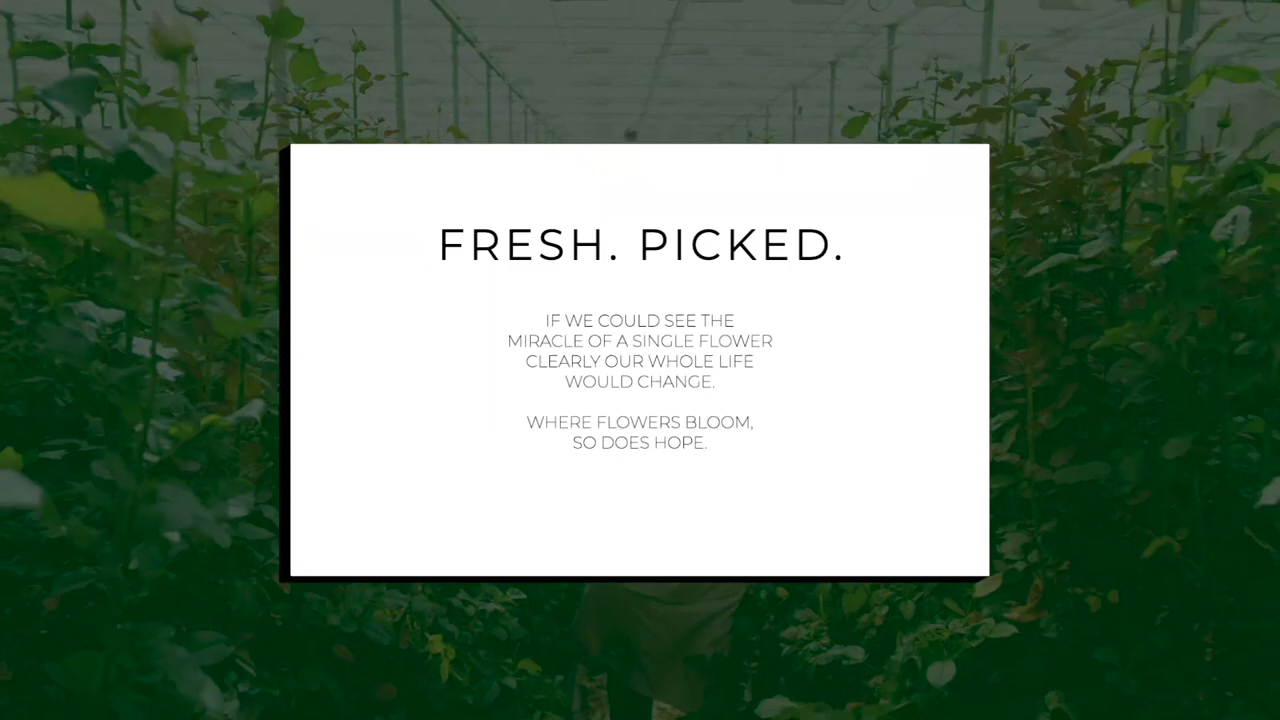 FRESH. PICKED.
IF WE COULD SEE THE
MIRACLE OF A SINGLE FLOWER
CLEARLY OUR WHOLE LIFE
WOULD CHANGE.
WHERE FLOWERS BLOOM,
SO DOES HOPE.